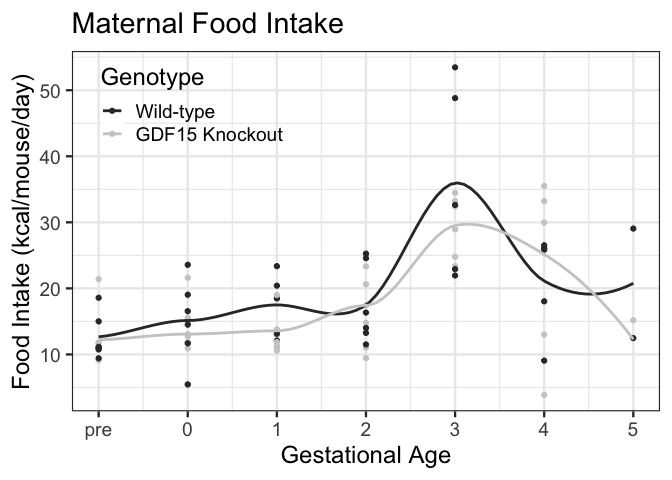 Maternal Food Intake
Food Intake (kcal/mouse/day)
50
40
30
20
10
Genotype
Wild-type
GDF15 Knockout
pre 0 1 2 3 4 5
Gestational Age